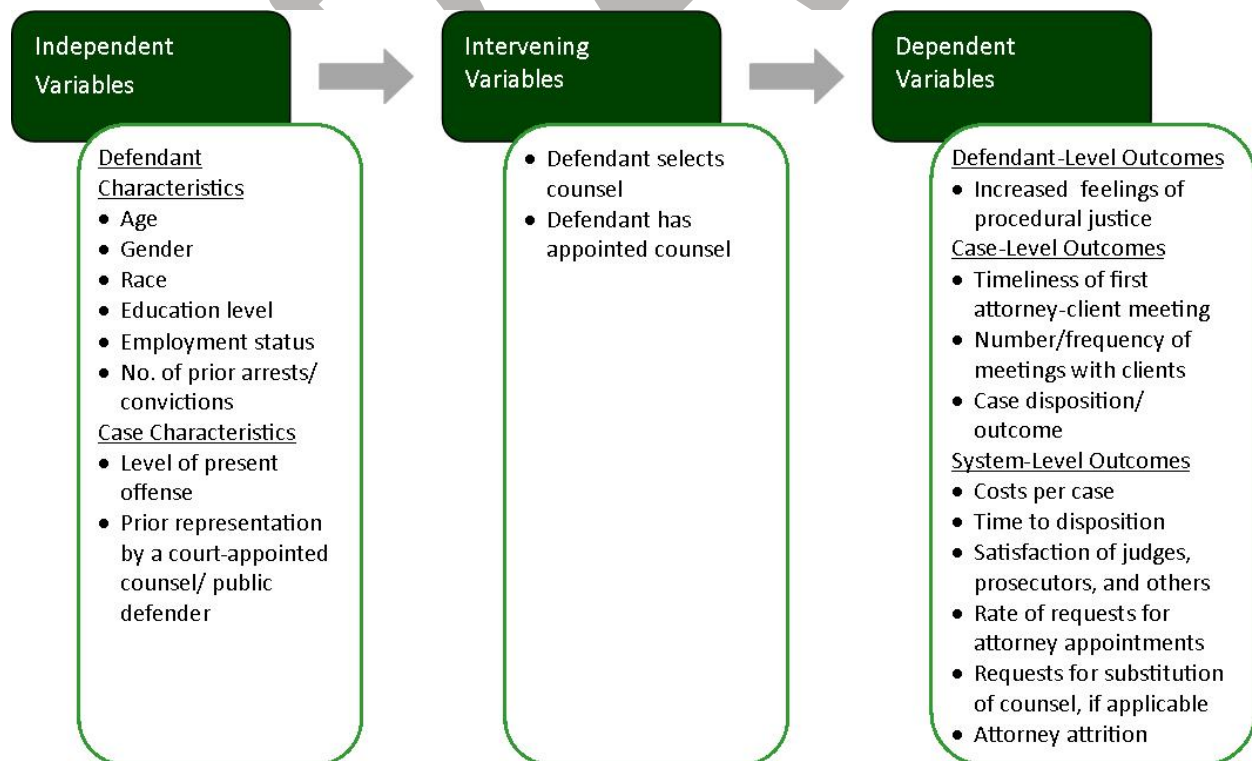 Independent
Variables
Defendant
Characteristics
• Age
• Gender
• Race
• Education level
• Employment status
• No. of prior arrests/
convictions
Case Characteristics
• Level of present
offense
• Prior representation
by a court-appointed
counsel/ public
defender
Intervening
Variables
• Defendant selects
counsel
• Defendant has
appointed counsel
Dependent
Variables
Defendant-Level Outcomes
• Increased feelings of
procedural justice
Case-Level Outcomes
• Timeliness of first
attorney-client meeting
• Number/frequency of
meetings with clients
• Case disposition/
outcome
System-Level Outcomes
• Costs per case
• Time to disposition
• Satisfaction of judges,
prosecutors, and others
• Rate of requests for
attorney appointments
• Requests for substitution
of counsel, if applicable
• Attorney attrition